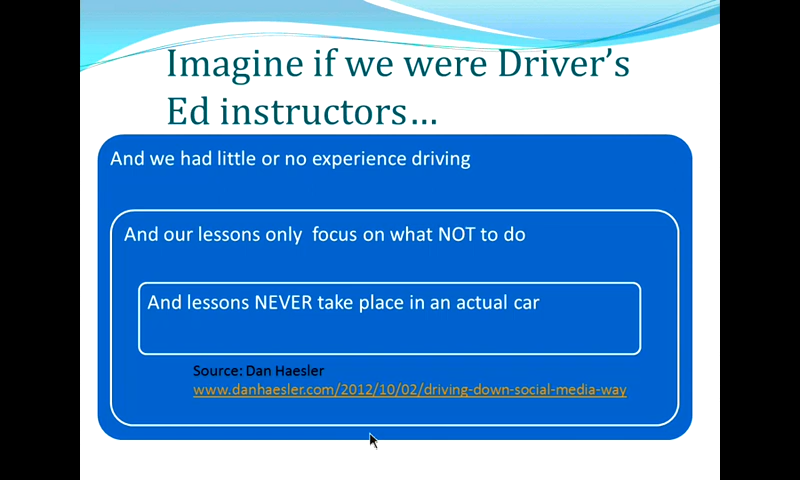 Imagine if we were Driver's
Ed instructors…
And we had little or no experience driving
And our lessons only focus on what NOT to do
And lessons NEVER take place in an actual car
Source: Dan Haesler
www.danhaesler.com/2012/10/02/driving-down-social-media-way